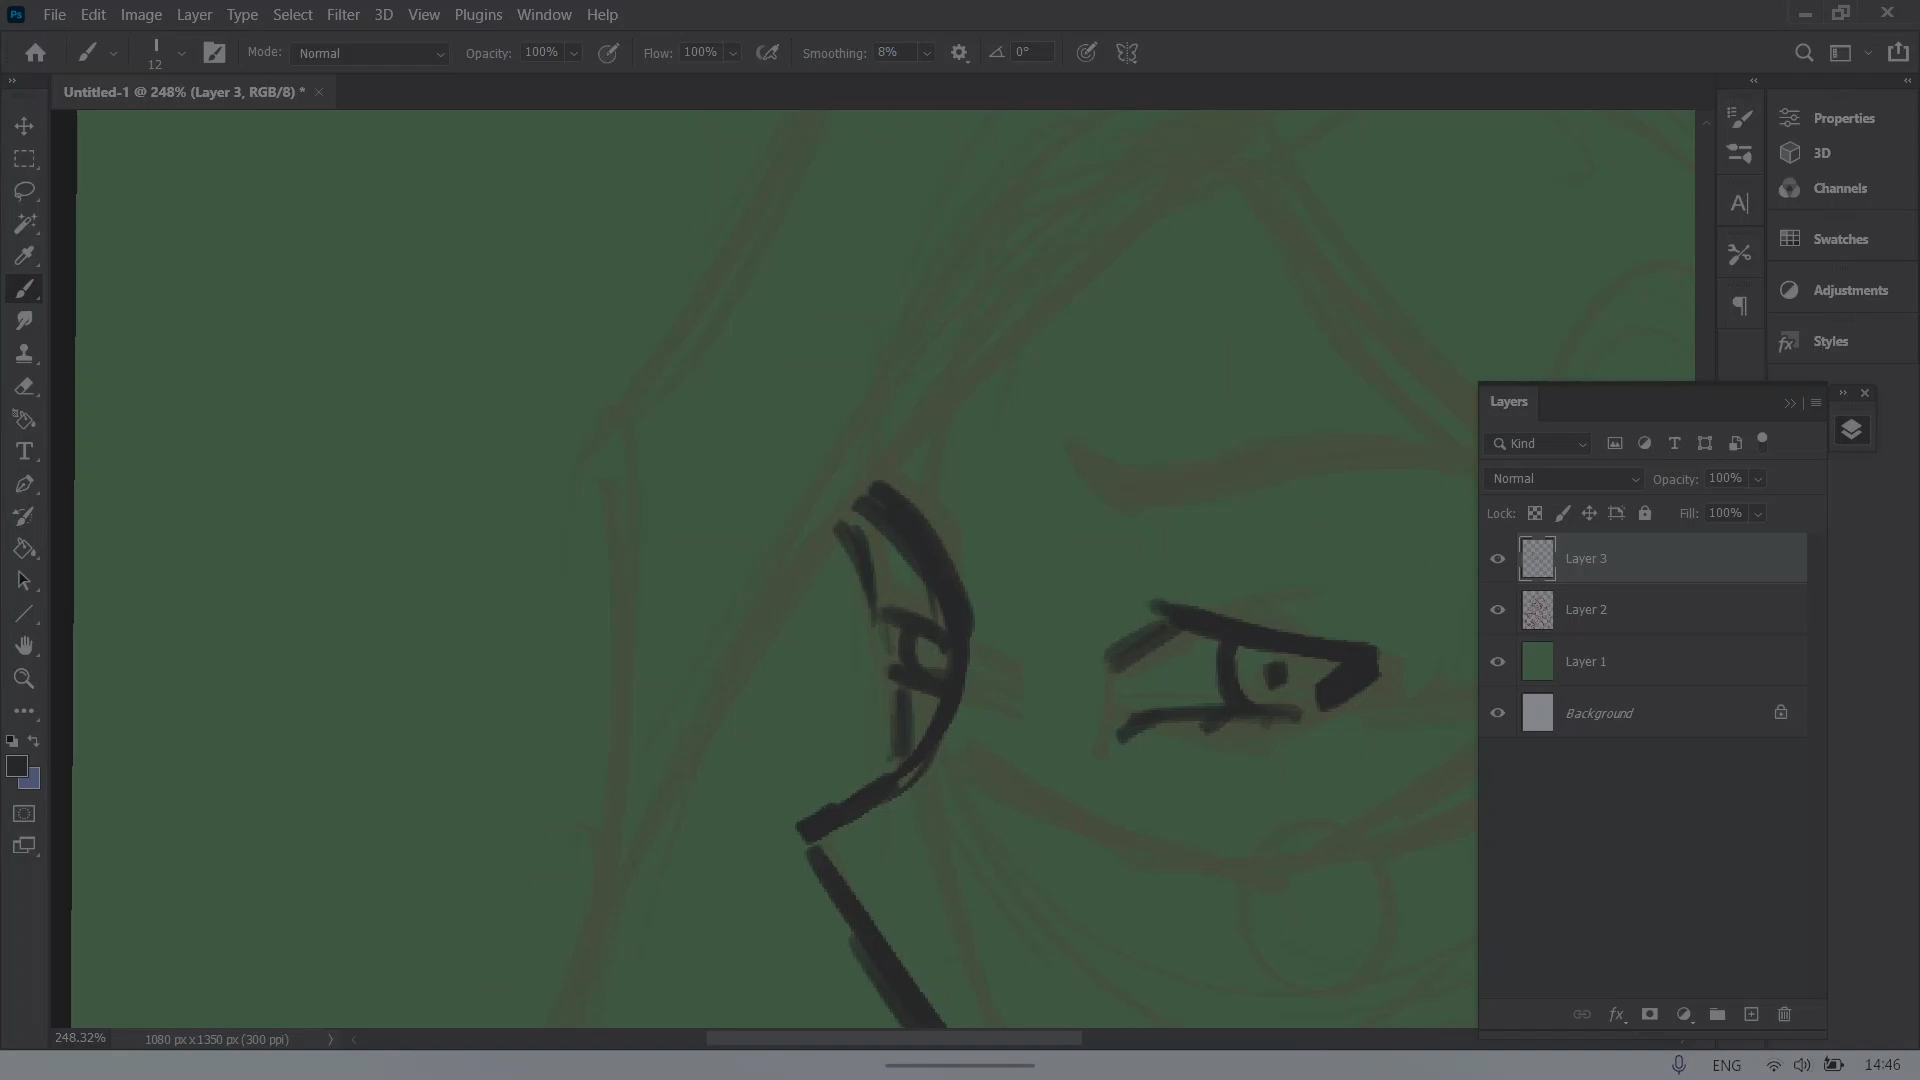 Ps File Edit Image Layer Type Select Filter 3D View Plugins Window Help
12 Mode: Normal Opacity: 100% Flow: 100% Smoothing: 8% 0°
Untitled-1 @ 248% (Layer 3, RGB/8) *
Properties
3D
Channels
Swatches
Adjustments
Styles
Layers
Kind
Normal Opacity: 100%
Lock: Fill: 100%
Layer 3
Layer 2
Layer 1
Background
248.32% 1080 px x 1350 px (300 ppi)
ENG 14:46